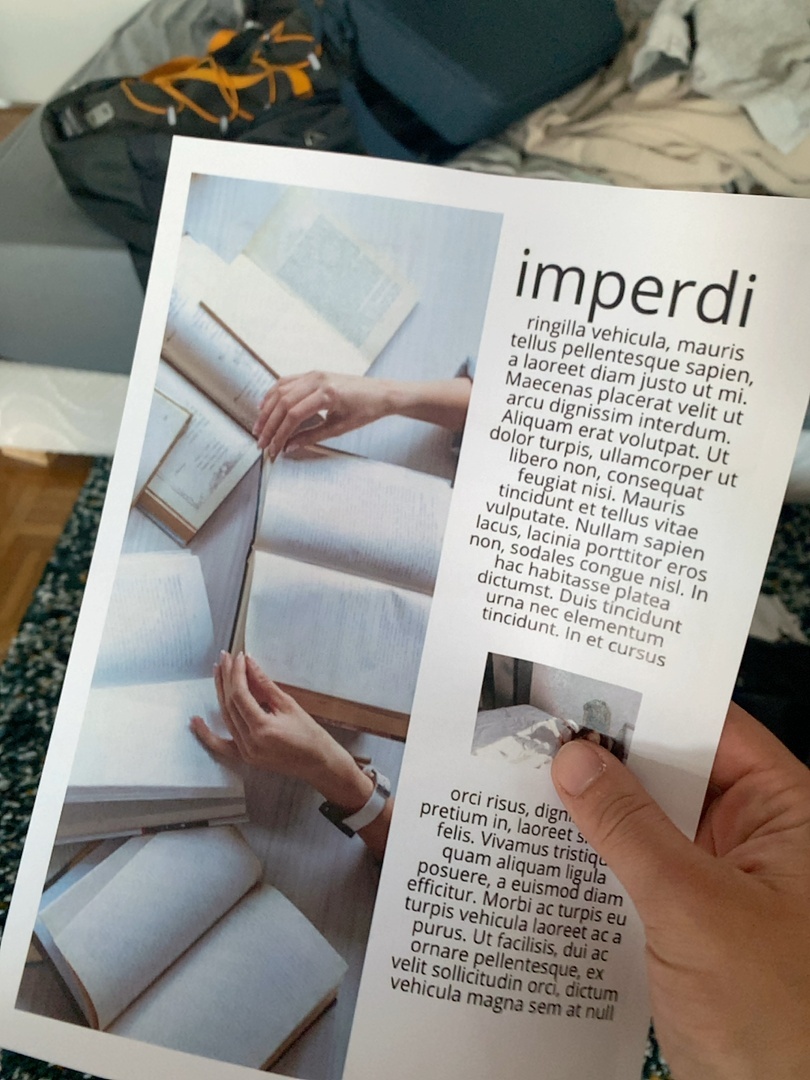 imperdi
ringilla vehicula, mauris
tellus pellentesque sapien,
a laoreet diam justo ut mi.
Maecenas placerat velit ut
arcu dignissim interdum.
Aliquam erat volutpat. Ut
dolor turpis, ullamcorper ut
libero non, consequat
feugiat nisi. Mauris
tincidunt et tellus vitae
vulputate. Nullam sapien
lacus, lacinia porttitor eros
non, sodales congue nisl. In
hac habitasse platea
dictumst. Duis tincidunt
urna nec elementum
tincidunt. In et cursus
orci risus, dign
pretium in, laoreet s
felis. Vivamus tristiqu
quam aliquam ligula
posuere, a euismod diam
efficitur. Morbi ac turpis eu
turpis vehicula laoreet ac a
purus. Ut facilisis, dui ac
ornare pellentesque, ex
velit sollicitudin orci, dictum
vehicula magna sem at null